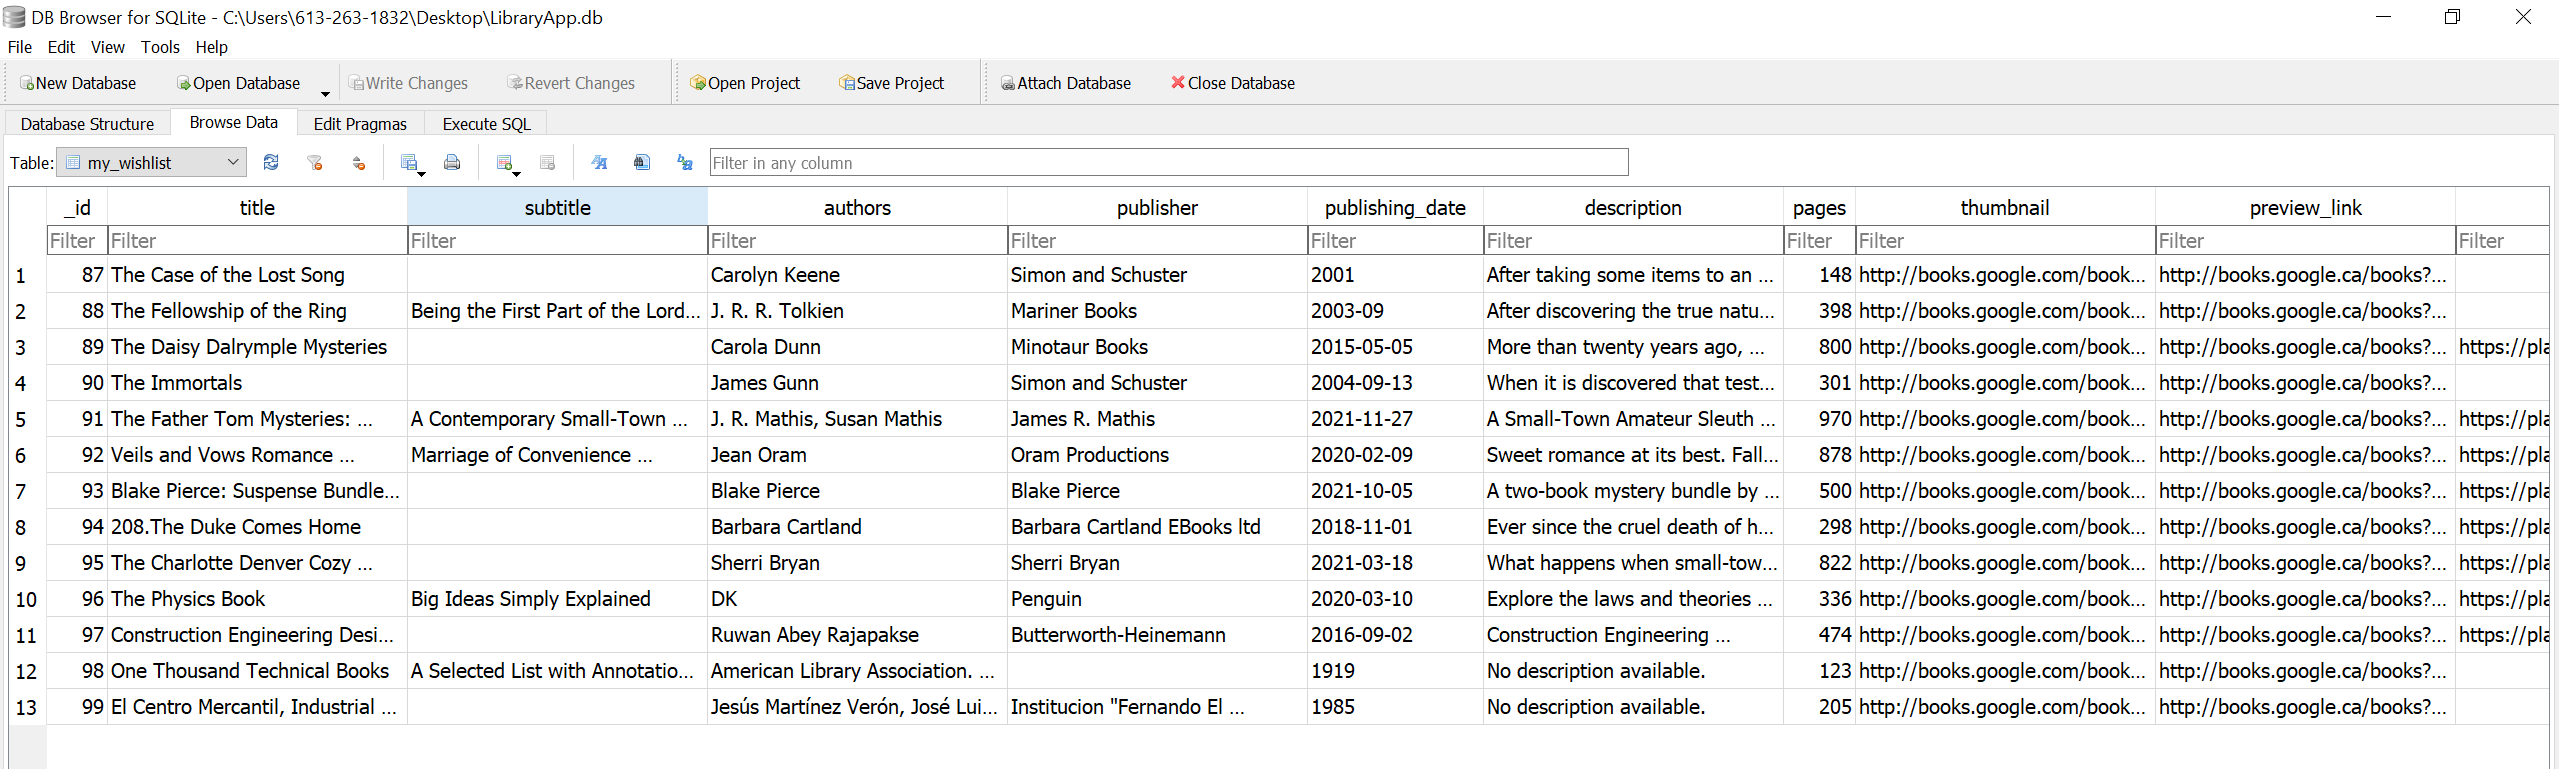 DB Browser for SQLite - C:\Users\613-263-1832\Desktop\LibraryApp.db
File Edit View Tools Help
New Database Open Database Write Changes Revert Changes Open Project Save Project Attach Database Close Database
Database Structure Browse Data Edit Pragmas Execute SQL
Table: my_wishlist Filter in any column
_id title subtitle authors publisher publishing_date description pages thumbnail preview_link
Filter Filter Filter Filter Filter Filter Filter Filter Filter Filter Filter
1 87 The Case of the Lost Song Carolyn Keene Simon and Schuster 2001 After taking some items to an ... 148 http://books.google.com/book... http://books.google.ca/books?...
2 88 The Fellowship of the Ring Being the First Part of the Lord... J. R. R. Tolkien Mariner Books 2003-09 After discovering the true natu... 398 http://books.google.com/book... http://books.google.ca/books?...
3 89 The Daisy Dalrymple Mysteries Carola Dunn Minotaur Books 2015-05-05 More than twenty years ago, ... 800 http://books.google.com/book... http://books.google.ca/books?... https://pla
4 90 The Immortals James Gunn Simon and Schuster 2004-09-13 When it is discovered that test... 301 http://books.google.com/book... http://books.google.ca/books?...
5 91 The Father Tom Mysteries: ... A Contemporary Small-Town ... J. R. Mathis, Susan Mathis James R. Mathis 2021-11-27 A Small-Town Amateur Sleuth ... 970 http://books.google.com/book... http://books.google.ca/books?... https://pla
6 92 Veils and Vows Romance ... Marriage of Convenience ... Jean Oram Oram Productions 2020-02-09 Sweet romance at its best. Fall... 878 http://books.google.com/book... http://books.google.ca/books?... https://pla
7 93 Blake Pierce: Suspense Bundle... Blake Pierce Blake Pierce 2021-10-05 A two-book mystery bundle by ... 500 http://books.google.com/book... http://books.google.ca/books?... https://pla
8 94 208.The Duke Comes Home Barbara Cartland Barbara Cartland EBooks ltd 2018-11-01 Ever since the cruel death of h... 298 http://books.google.com/book... http://books.google.ca/books?... https://pla
9 95 The Charlotte Denver Cozy ... Sherri Bryan Sherri Bryan 2021-03-18 What happens when small-tow... 822 http://books.google.com/book... http://books.google.ca/books?... https://pla
10 96 The Physics Book Big Ideas Simply Explained DK Penguin 2020-03-10 Explore the laws and theories ... 336 http://books.google.com/book... http://books.google.ca/books?... https://pla
11 97 Construction Engineering Desi... Ruwan Abey Rajapakse Butterworth-Heinemann 2016-09-02 Construction Engineering ... 474 http://books.google.com/book... http://books.google.ca/books?... https://pla
12 98 One Thousand Technical Books A Selected List with Annotatio... American Library Association. ... 1919 No description available. 123 http://books.google.com/book... http://books.google.ca/books?...
13 99 El Centro Mercantil, Industrial ... Jesús Martínez Verón, José Lui... Institucion "Fernando El ... 1985 No description available. 205 http://books.google.com/book... http://books.google.ca/books?...